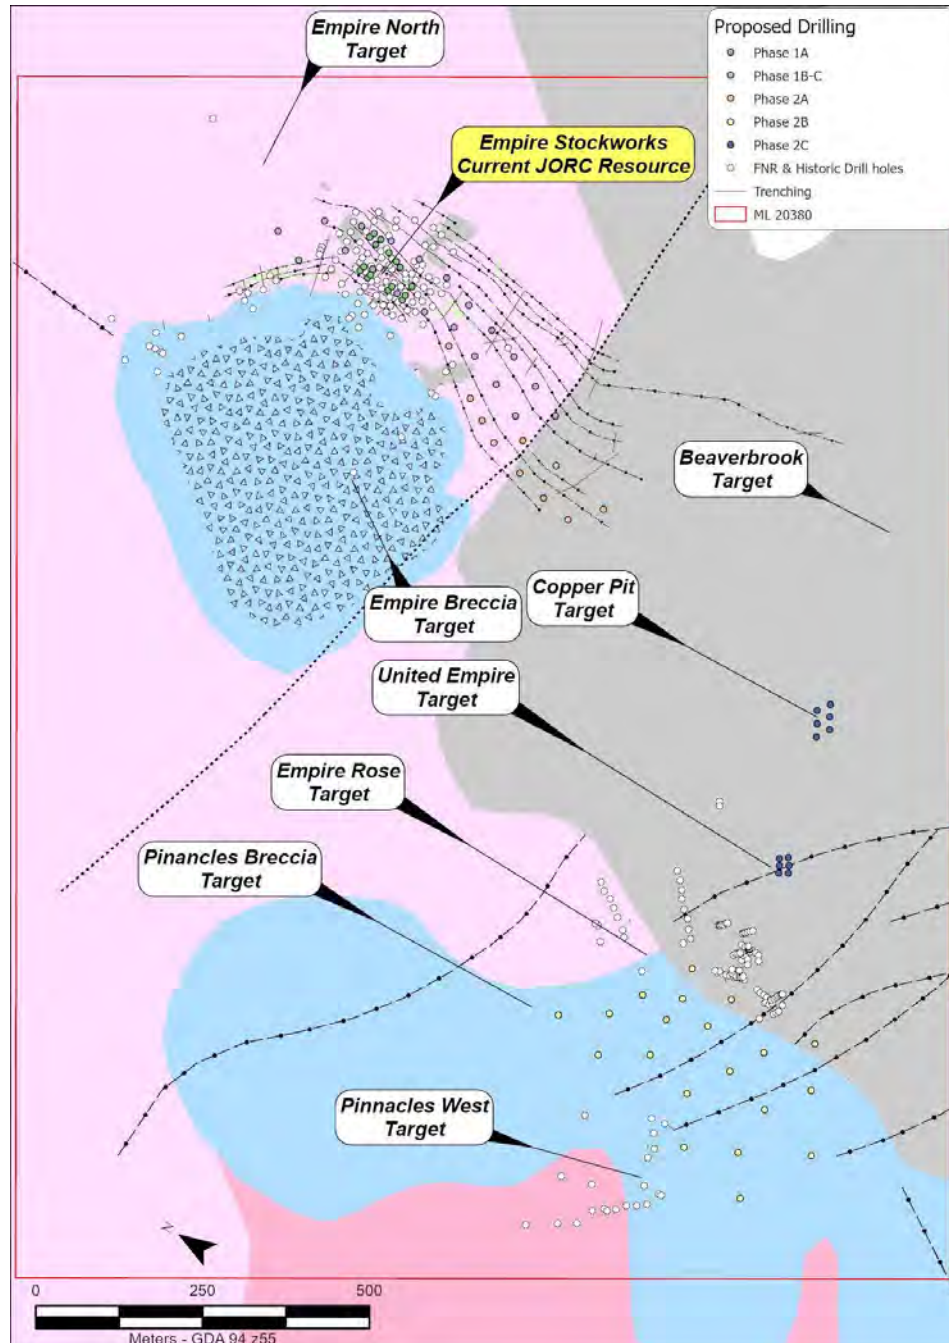 Empire North
Target
Proposed Drilling
Phase 1A
Phase 1B-C
Phase 2A
Phase 2B
Phase 2C
FNR & Historic Drill holes
Trenching
ML 20380
Empire Stockworks
Current JORC Resource
Beaverbrook
Target
Copper Pit
Target
Empire Breccia
Target
United Empire
Target
Empire Rose
Target
Pinancles Breccia
Target
Pinnacles West
Target
N
0 250 500
Meters - GDA 94 z55